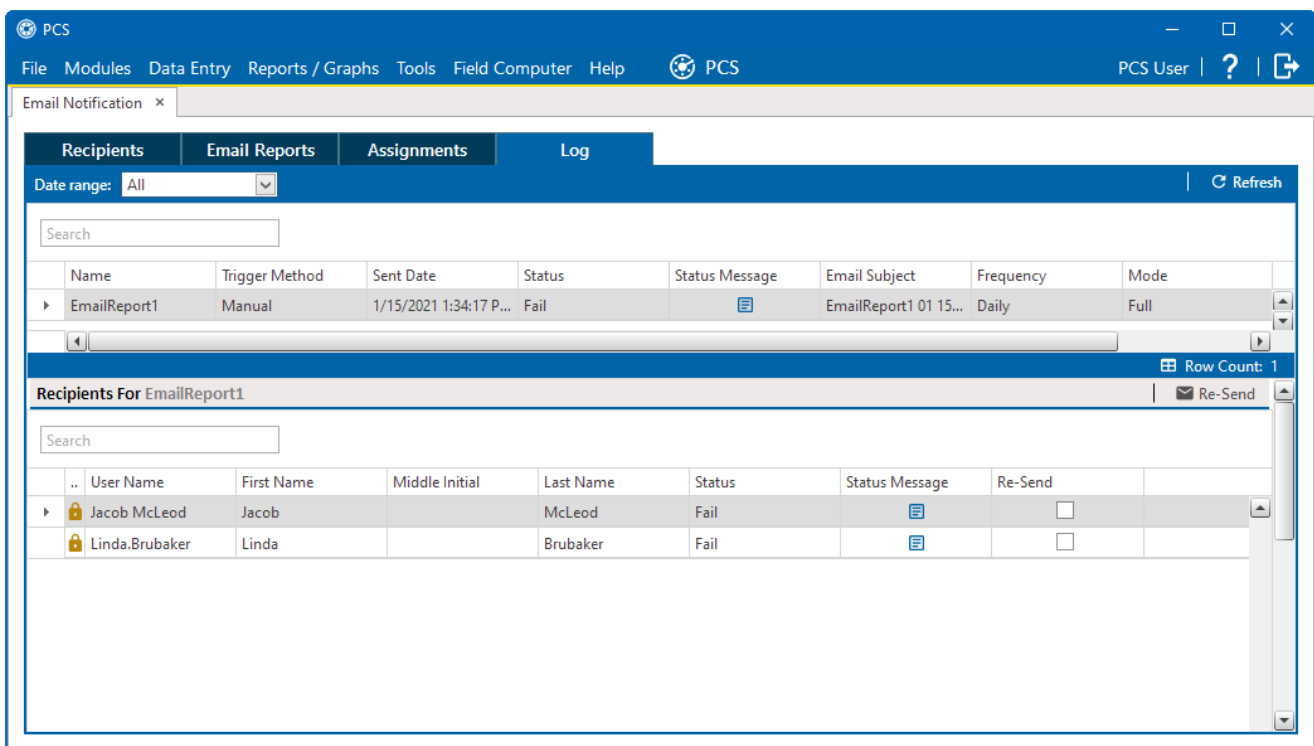 PCS
File Modules Data Entry Reports / Graphs Tools Field Computer Help PCS PCS User | ? |
Email Notification ×
Recipients Email Reports Assignments Log
Date range: All Refresh
Search
Name Trigger Method Sent Date Status Status Message Email Subject Frequency Mode
EmailReport1 Manual 1/15/2021 1:34:17 P... Fail EmailReport1 01 15... Daily Full
Row Count: 1
Recipients For EmailReport1 Re-Send
Search
... User Name First Name Middle Initial Last Name Status Status Message Re-Send
Jacob McLeod Jacob McLeod Fail
Linda.Brubaker Linda Brubaker Fail